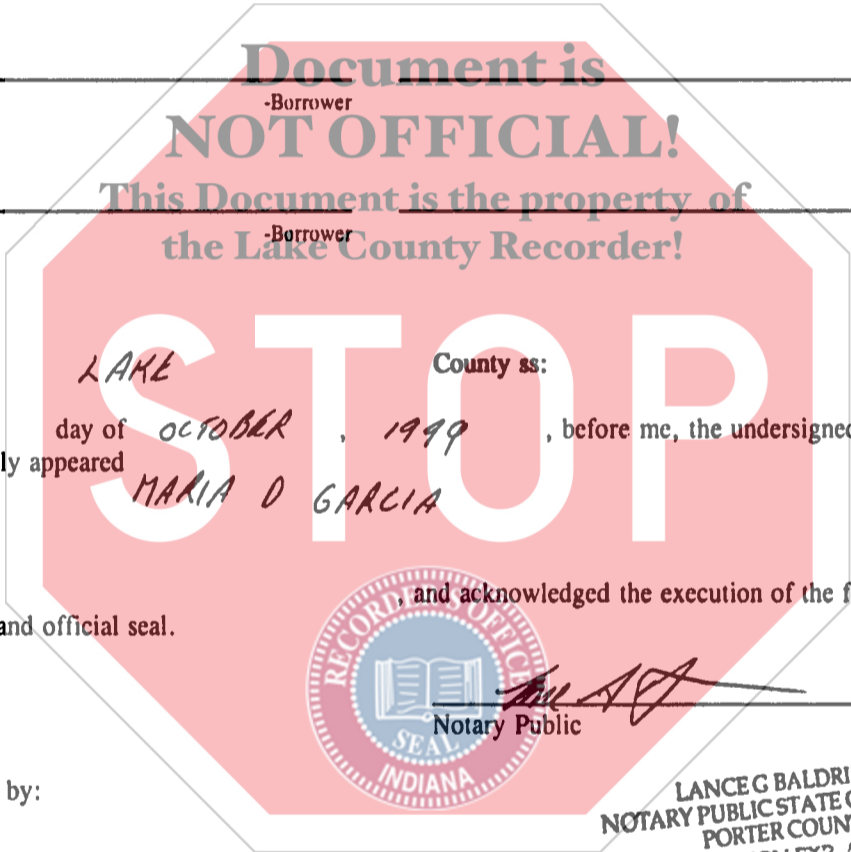 Document is
-Borrower
NOT OFFICIAL!
This Document is the property of
-Borrower
the Lake County Recorder!
STOP
LAKE County ss:
day of OCTOBER , 1999 , before me, the undersigned
ly appeared
MARIA D GARCIA
, and acknowledged the execution of the f
and official seal.
RECORDER'S OFFICE
SEAL
INDIANA
Notary Public
by:
LANCE G BALDRI
NOTARY PUBLIC STATE O
PORTER COUN
EXP.